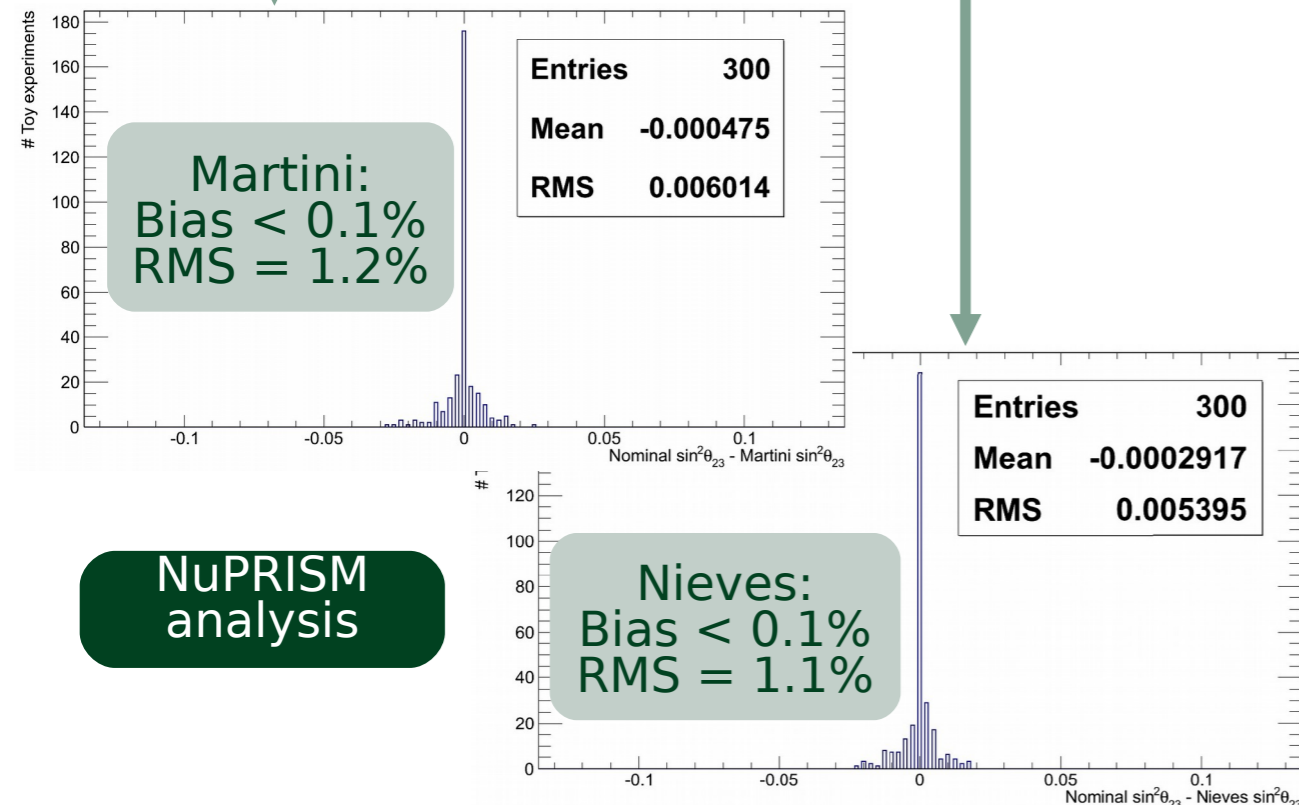 # Toy experiments
180
160
140
120
100
80
60
40
20
0
-0.1
-0.05
0
0.05
0.1
Nominal sin²θ₂₃ - Martini sin²θ₂₃
Entries 300
Mean -0.000475
RMS 0.006014
Martini:
Bias < 0.1%
RMS = 1.2%
NuPRISM
analysis
#
120
100
80
60
40
20
0
-0.1
-0.05
0
0.05
0.1
Nominal sin²θ₂₃ - Nieves sin²θ₂₃
Entries 300
Mean -0.0002917
RMS 0.005395
Nieves:
Bias < 0.1%
RMS = 1.1%